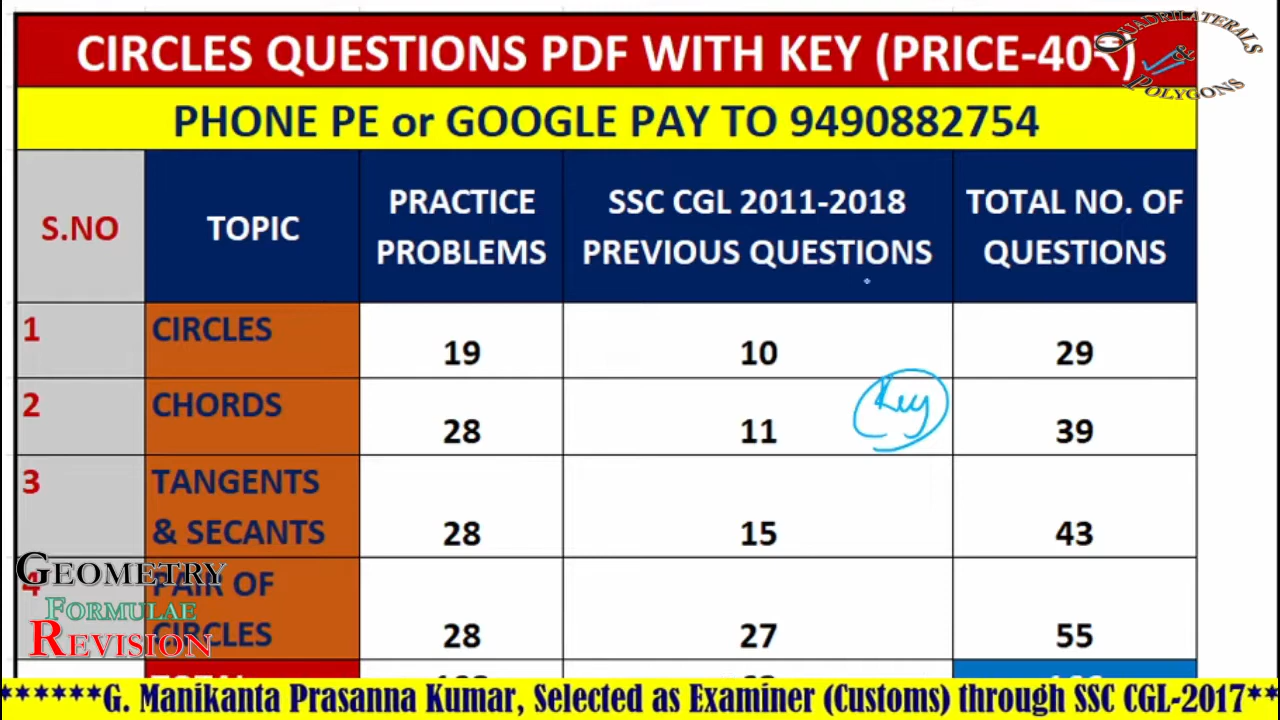 CIRCLES QUESTIONS PDF WITH KEY (PRICE-40₹)
QUADRILATERALS
&
POLYGONS
PHONE PE or GOOGLE PAY TO 9490882754
S.NO TOPIC PRACTICE PROBLEMS SSC CGL 2011-2018 PREVIOUS QUESTIONS TOTAL NO. OF QUESTIONS
1 CIRCLES 19 10 29
2 CHORDS 28 11 39
Key
3 TANGENTS & SECANTS 28 15 43
4 PAIR OF CIRCLES 28 27 55
GEOMETRY
FORMULAE
REVISION
TOTAL
******G. Manikanta Prasanna Kumar, Selected as Examiner (Customs) through SSC CGL-2017**